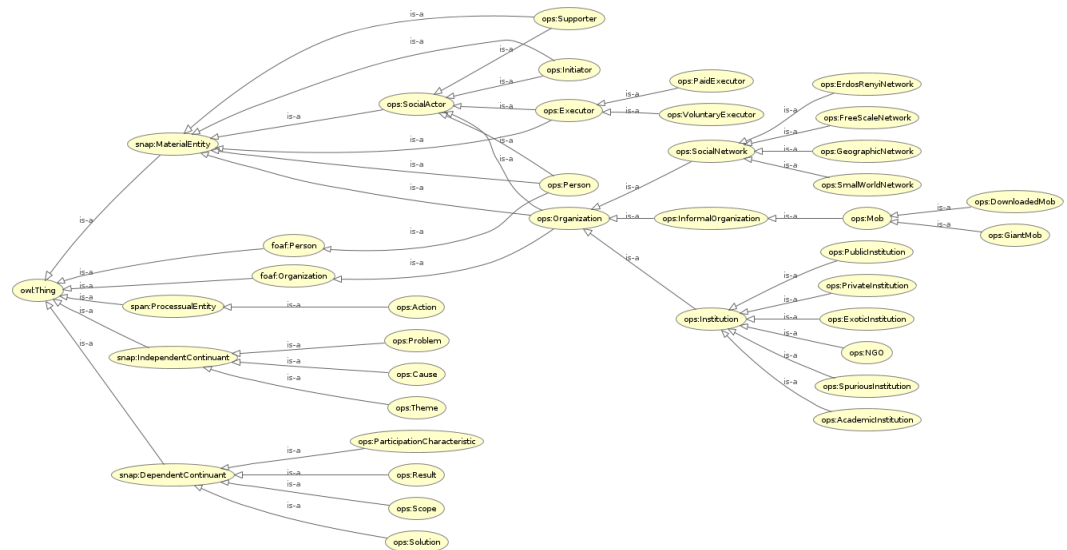 ops:Supporter
is-a
is-a
is-a
ops:Initiator
is-a
ops:PaidExecutor
is-a
ops:ErdosRenyiNetwork
is-a
ops:SocialActor
is-a
ops:Executor
is-a
ops:VoluntaryExecutor
ops:FreeScaleNetwork
is-a
is-a
snap:MaterialEntity
is-a
is-a
ops:SocialNetwork
is-a
ops:GeographicNetwork
is-a
is-a
is-a
ops:Person
is-a
is-a
ops:SmalWorldNetwork
ops:DownloadedMob
is-a
is-a
ops:Organization
is-a
ops:InformalOrganization
is-a
ops:Mob
is-a
ops:GiantMob
is-a
foaf:Person
is-a
ops:PublicInstitution
is-a
is-a
is-a
foaf:Organization
is-a
is-a
ops:PrivateInstitution
owl:Thing
is-a
is-a
span:ProcessualEntity
is-a
ops:Action
is-a
is-a
ops:Institution
is-a
ops:ExoticInstitution
is-a
ops:Problem
is-a
is-a
snap:IndependentContinuant
is-a
ops:NGO
is-a
ops:Cause
is-a
is-a
ops:SpuriousInstitution
ops:Theme
ops:AcademicInstitution
is-a
ops:ParticipationCharacteristic
snap:DependentContinuant
is-a
ops:Result
is-a
ops:Scope
is-a
ops:Solution